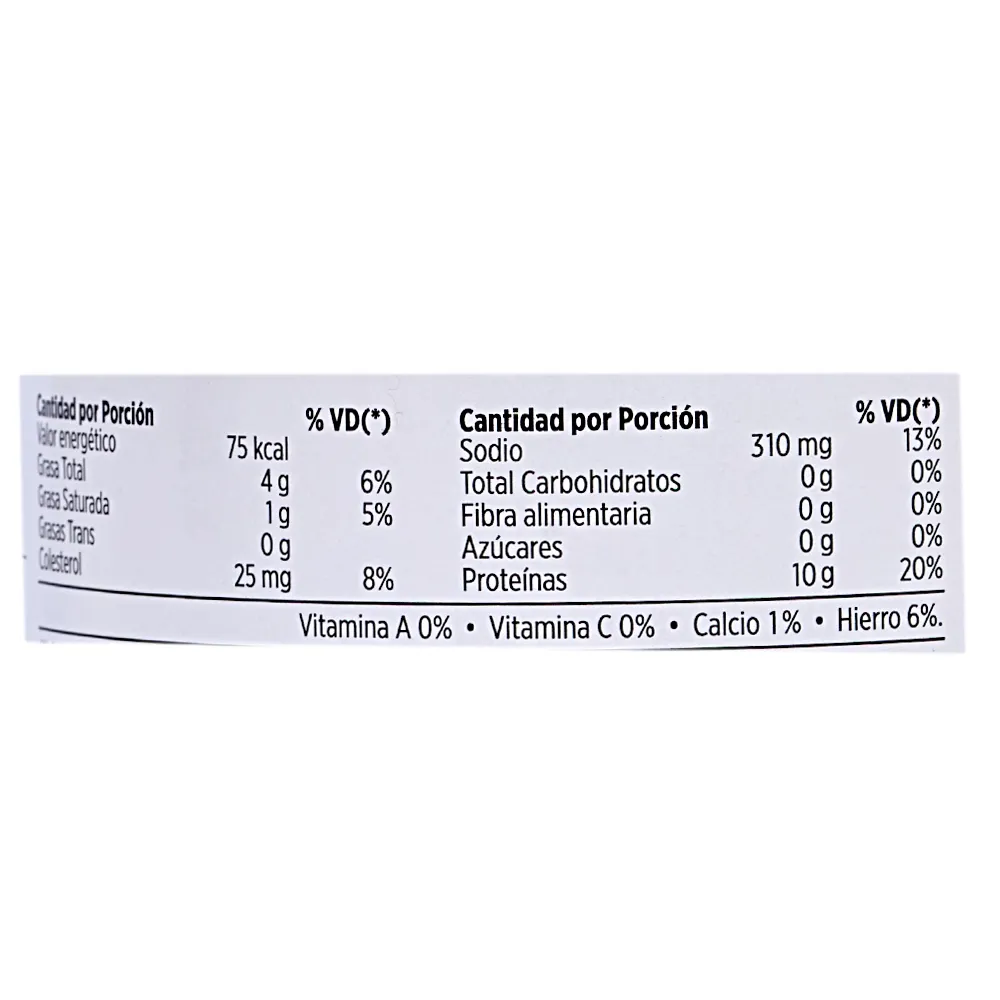 Cantidad por Porción % VD(*)
Valor energético 75 kcal
Grasa Total 4 g 6%
Grasa Saturada 1 g 5%
Grasas Trans 0 g
Colesterol 25 mg 8%
Cantidad por Porción % VD(*)
Sodio 310 mg 13%
Total Carbohidratos 0 g 0%
Fibra alimentaria 0 g 0%
Azúcares 0 g 0%
Proteínas 10 g 20%
Vitamina A 0% • Vitamina C 0% • Calcio 1% • Hierro 6%.